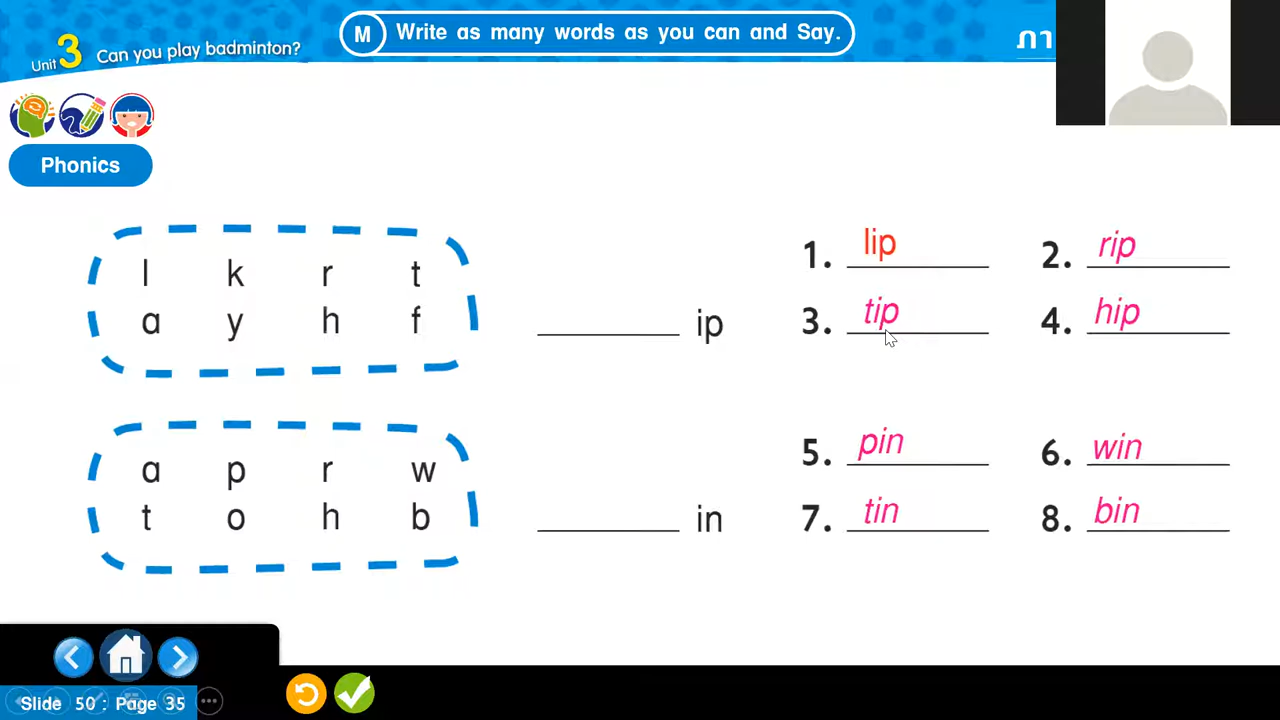 Unit 3 Can you play badminton?
M Write as many words as you can and Say.
ภา
Phonics
l k r t
a y h f
ip
1. lip 2. rip
3. tip 4. hip
a p r w
t o h b
in
5. pin 6. win
7. tin 8. bin
Slide 50 : Page 35